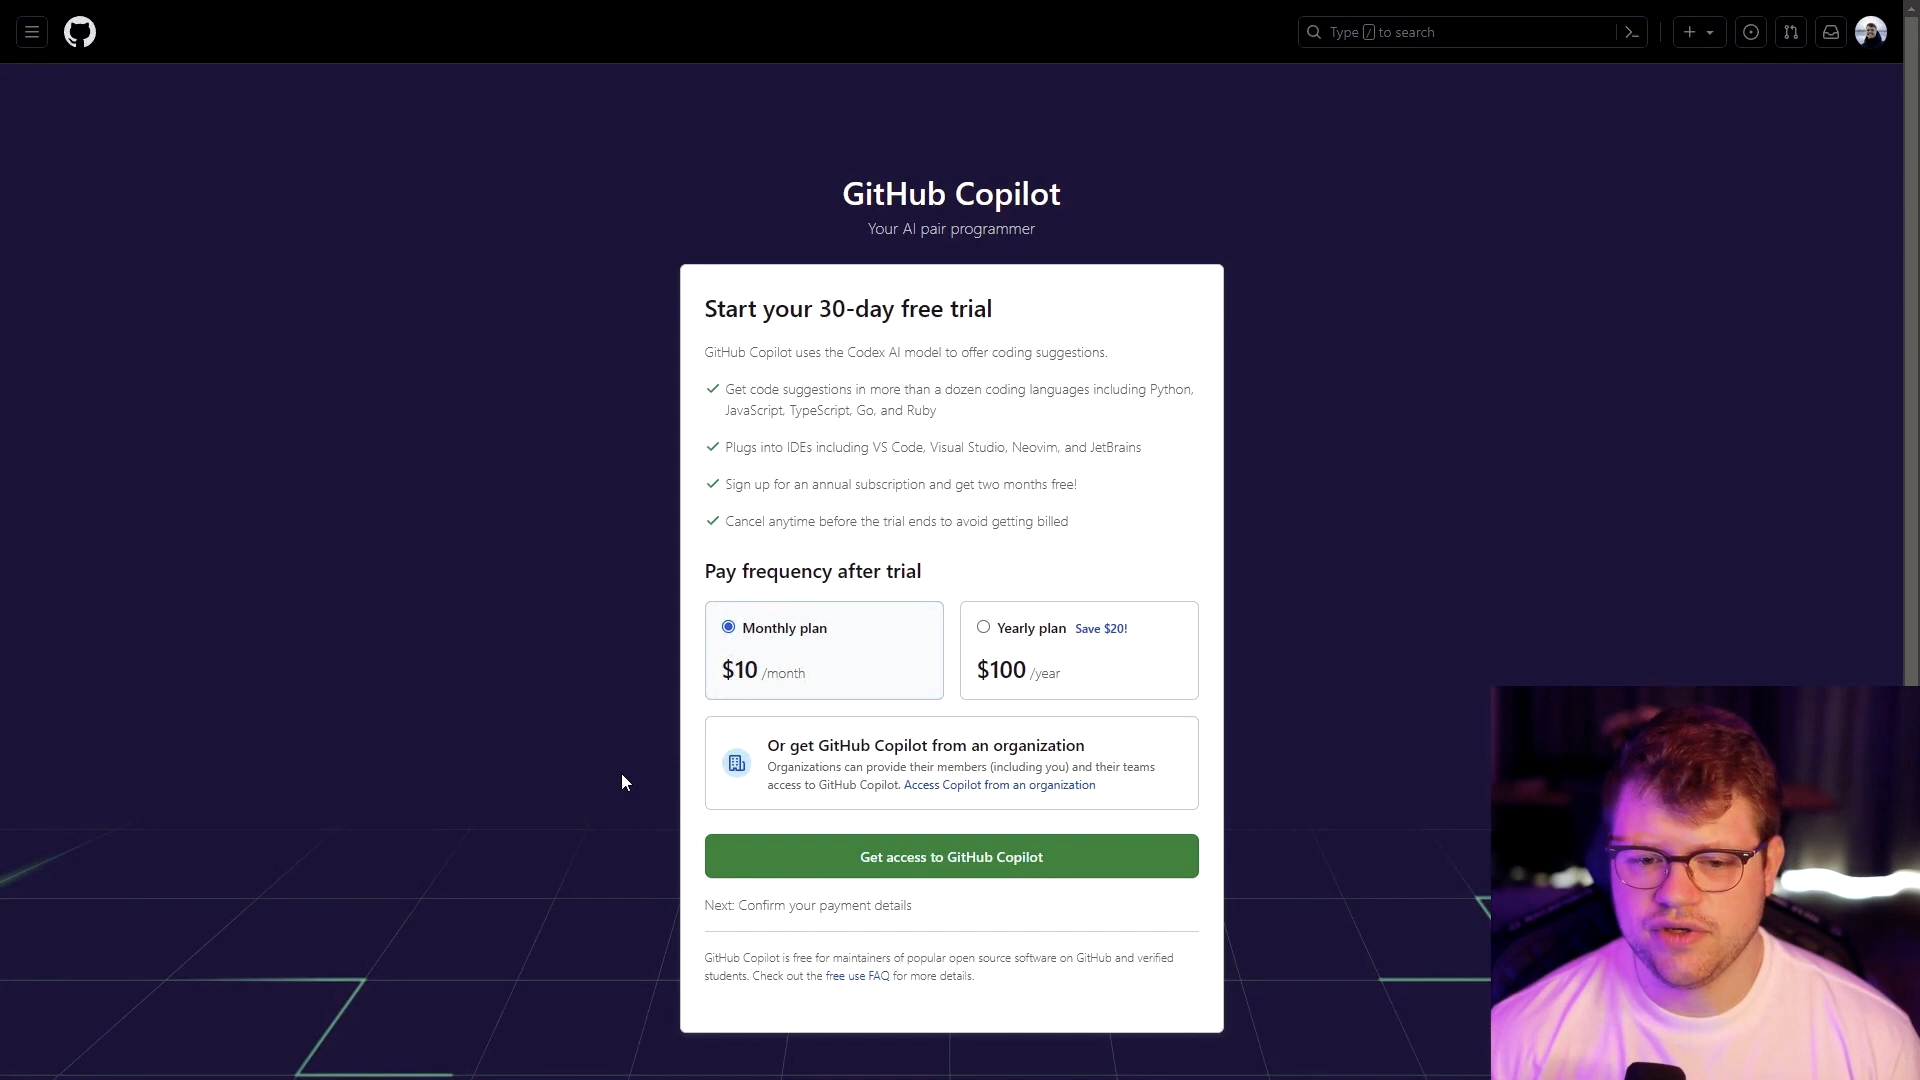 Type / to search
GitHub Copilot
Your AI pair programmer
Start your 30-day free trial
GitHub Copilot uses the Codex AI model to offer coding suggestions.
Get code suggestions in more than a dozen coding languages including Python,
JavaScript, TypeScript, Go, and Ruby
Plugs into IDEs including VS Code, Visual Studio, Neovim, and JetBrains
Sign up for an annual subscription and get two months free!
Cancel anytime before the trial ends to avoid getting billed
Pay frequency after trial
Monthly plan
$10 /month
Yearly plan Save $20!
$100 /year
Or get GitHub Copilot from an organization
Organizations can provide their members (including you) and their teams
access to GitHub Copilot. Access Copilot from an organization
Get access to GitHub Copilot
Next: Confirm your payment details
GitHub Copilot is free for maintainers of popular open source software on GitHub and verified
students. Check out the free use FAQ for more details.